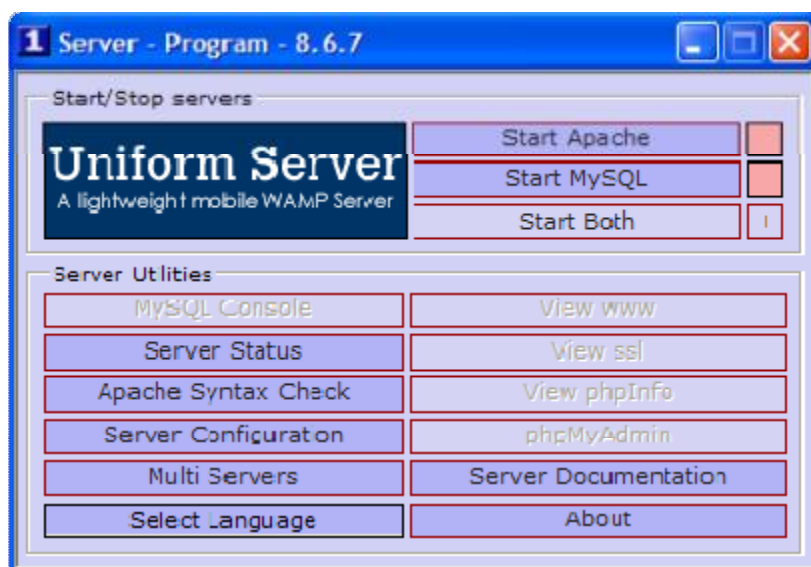 1 Server - Program - 8.6.7
Start/Stop servers
Uniform Server
A lightweight mobile WAMP Server
Start Apache
Start MySQL
Start Both
Server Utilities
MySQL Console
View www
Server Status
View ssl
Apache Syntax Check
View phpInfo
Server Configuration
phpMyAdmin
Multi Servers
Server Documentation
Select Language
About